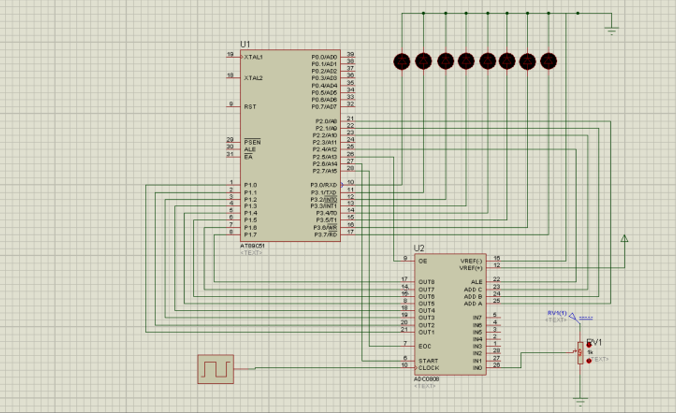 U1
19 XTAL1
18 XTAL2
9 RST
29 PSEN
30 ALE
31 EA
1 P1.0
2 P1.1
3 P1.2
4 P1.3
5 P1.4
6 P1.5
7 P1.6
8 P1.7
P0.0/AD0 39
P0.1/AD1 38
P0.2/AD2 37
P0.3/AD3 36
P0.4/AD4 35
P0.5/AD5 34
P0.6/AD6 33
P0.7/AD7 32
P2.0/A8 21
P2.1/A9 22
P2.2/A10 23
P2.3/A11 24
P2.4/A12 25
P2.5/A13 26
P2.6/A14 27
P2.7/A15 28
P3.0/RXD 10
P3.1/TXD 11
P3.2/INT0 12
P3.3/INT1 13
P3.4/T0 14
P3.5/T1 15
P3.6/WR 16
P3.7/RD 17
AT89C51
<TEXT>
U2
9 OE
17 OUT8
14 OUT7
15 OUT6
8 OUT5
18 OUT4
19 OUT3
20 OUT2
21 OUT1
7 EOC
6 START
10 CLOCK
VREF(-) 16
VREF(+) 12
ALE 22
ADD C 23
ADD B 24
ADD A 25
IN7 5
IN6 4
IN5 3
IN4 2
IN3 1
IN2 28
IN1 27
IN0 26
ADC0808
<TEXT>
RV1(1)
<TEXT>
RV1
1k
<TEXT>